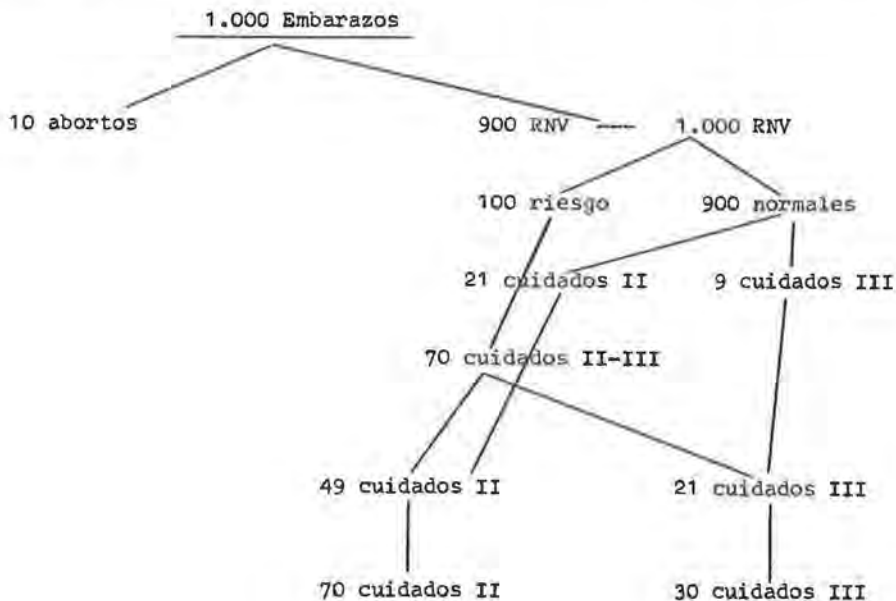 1.000 Embarazos
10 abortos 900 RNV ---- 1.000 RNV
100 riesgo 900 normales
21 cuidados II 9 cuidados III
70 cuidados II-III
49 cuidados II 21 cuidados III
70 cuidados II 30 cuidados III